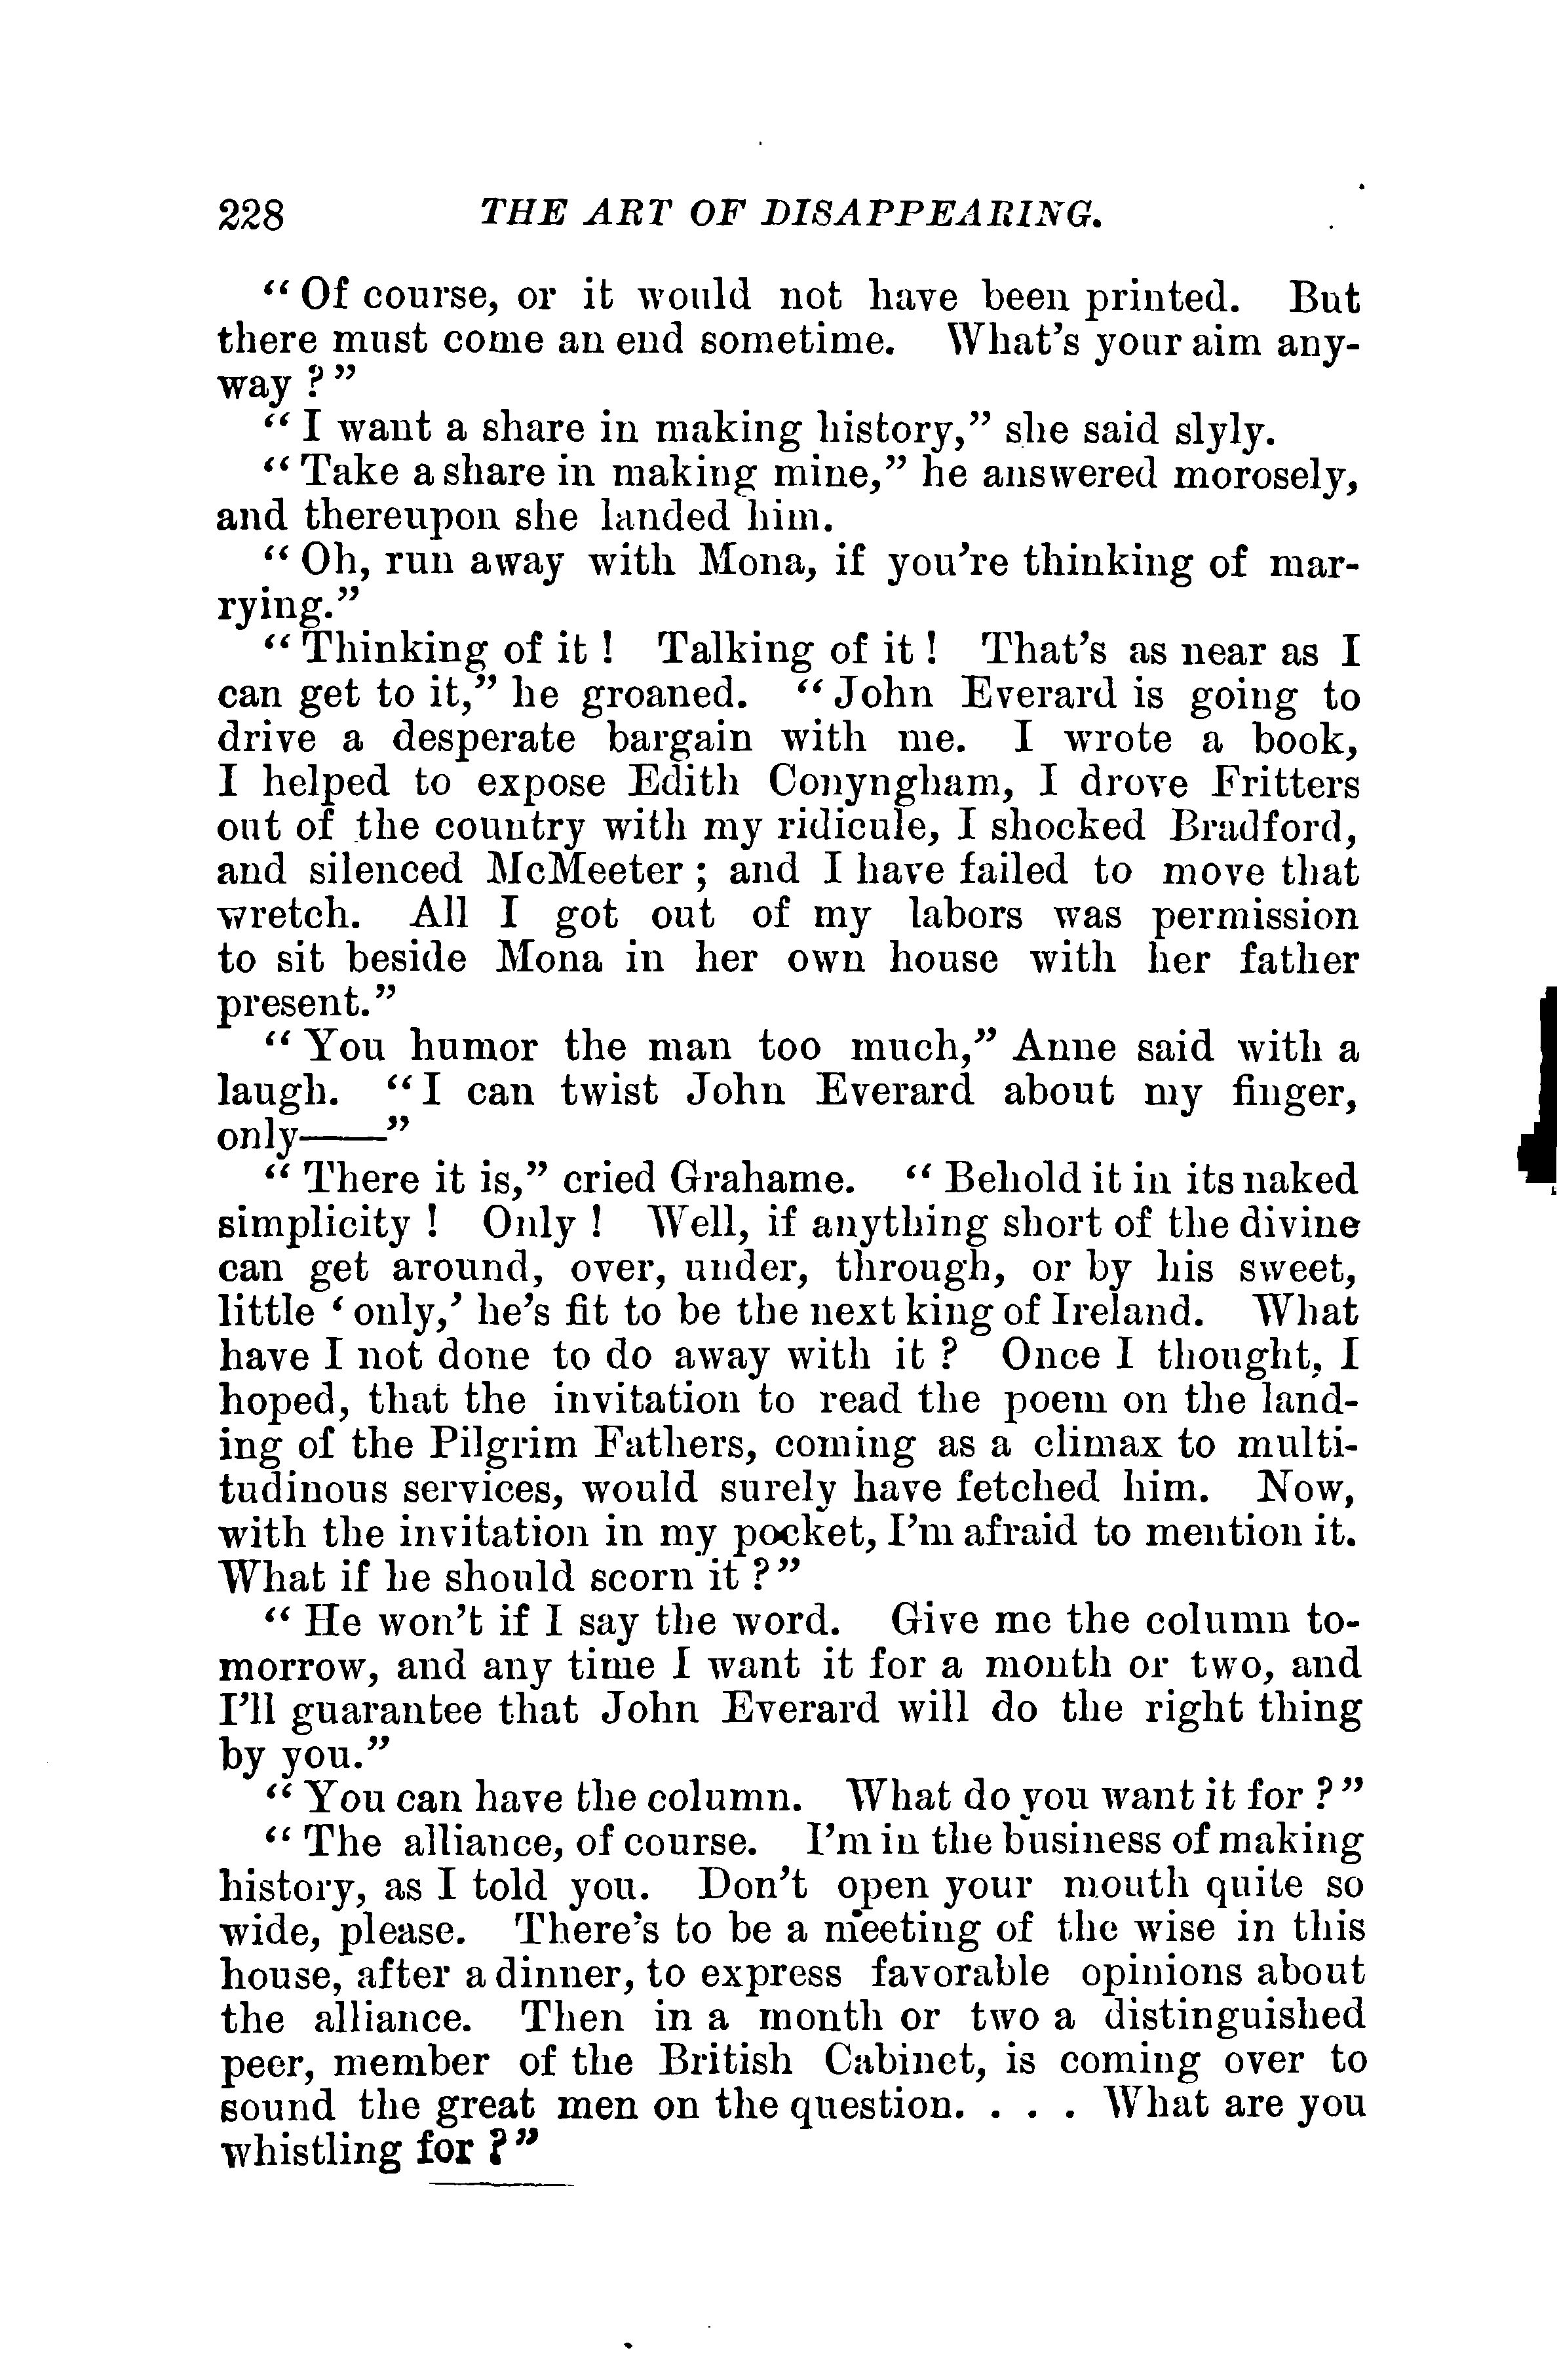 228 THE ART OF DISAPPEARING.
“Of course, or it would not have been printed. But
there must come an end sometime. What’s your aim any-
way?”
“I want a share in making history,” she said slyly.
“Take a share in making mine,” he answered morosely,
and thereupon she landed him.
“Oh, run away with Mona, if you’re thinking of mar-
rying.”
“Thinking of it! Talking of it! That’s as near as I
can get to it,” he groaned. “John Everard is going to
drive a desperate bargain with me. I wrote a book,
I helped to expose Edith Conyngham, I drove Fritters
out of the country with my ridicule, I shocked Bradford,
and silenced McMeeter; and I have failed to move that
wretch. All I got out of my labors was permission
to sit beside Mona in her own house with her father
present.”
“You humor the man too much,” Anne said with a
laugh. “I can twist John Everard about my finger,
only——”
“There it is,” cried Grahame. “Behold it in its naked
simplicity! Only! Well, if anything short of the divine
can get around, over, under, through, or by his sweet,
little ‘only,’ he’s fit to be the next king of Ireland. What
have I not done to do away with it? Once I thought, I
hoped, that the invitation to read the poem on the land-
ing of the Pilgrim Fathers, coming as a climax to multi-
tudinous services, would surely have fetched him. Now,
with the invitation in my pocket, I’m afraid to mention it.
What if he should scorn it?”
“He won’t if I say the word. Give me the column to-
morrow, and any time I want it for a month or two, and
I’ll guarantee that John Everard will do the right thing
by you.”
“You can have the column. What do you want it for?”
“The alliance, of course. I’m in the business of making
history, as I told you. Don’t open your mouth quite so
wide, please. There’s to be a meeting of the wise in this
house, after a dinner, to express favorable opinions about
the alliance. Then in a month or two a distinguished
peer, member of the British Cabinet, is coming over to
sound the great men on the question. . . . What are you
whistling for?”